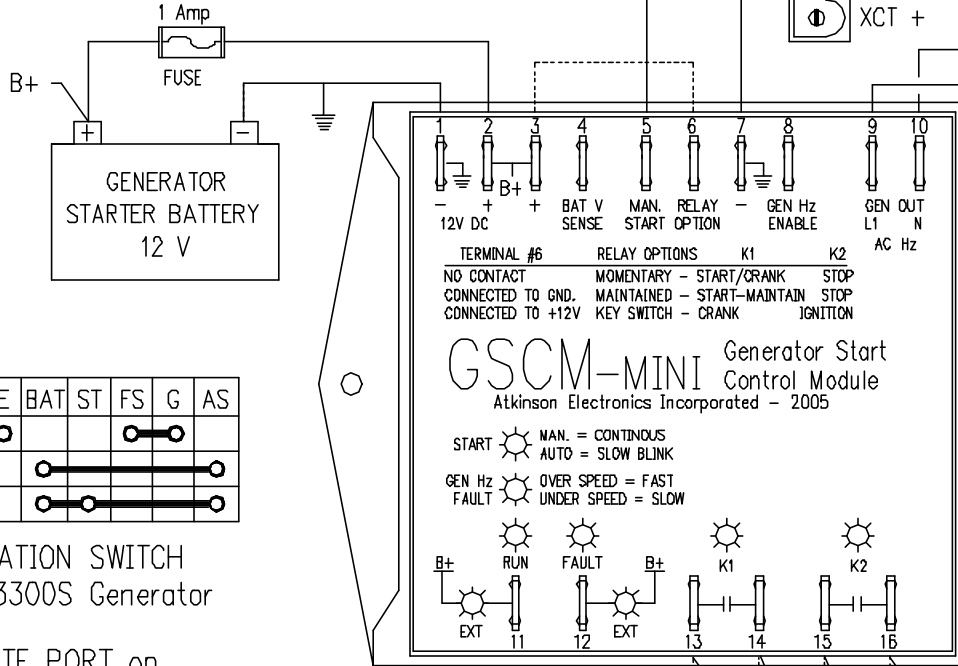 1 Amp
FUSE
B+
+
-
GENERATOR
STARTER BATTERY
12 V
XCT +
1 2 3 4 5 6 7 8 9 10
B+
- + + BAT V MAN. RELAY - GEN Hz GEN OUT
12V DC SENSE START OPTION ENABLE L1 N
AC Hz
TERMINAL #6 RELAY OPTIONS K1 K2
NO CONTACT MOMENTARY - START/CRANK STOP
CONNECTED TO GND. MAINTAINED - START-MAINTAIN STOP
CONNECTED TO +12V KEY SWITCH - CRANK IGNITION
GSCM-MINI
Generator Start
Control Module
Atkinson Electronics Incorporated - 2005
START MAN. = CONTINOUS
AUTO = SLOW BLINK
GEN Hz OVER SPEED = FAST
FAULT UNDER SPEED = SLOW
B+ RUN FAULT B+ K1 K2
EXT EXT
11 12 13 14 15 16
E BAT ST FS G AS
ATION SWITCH
3300S Generator
PORT on